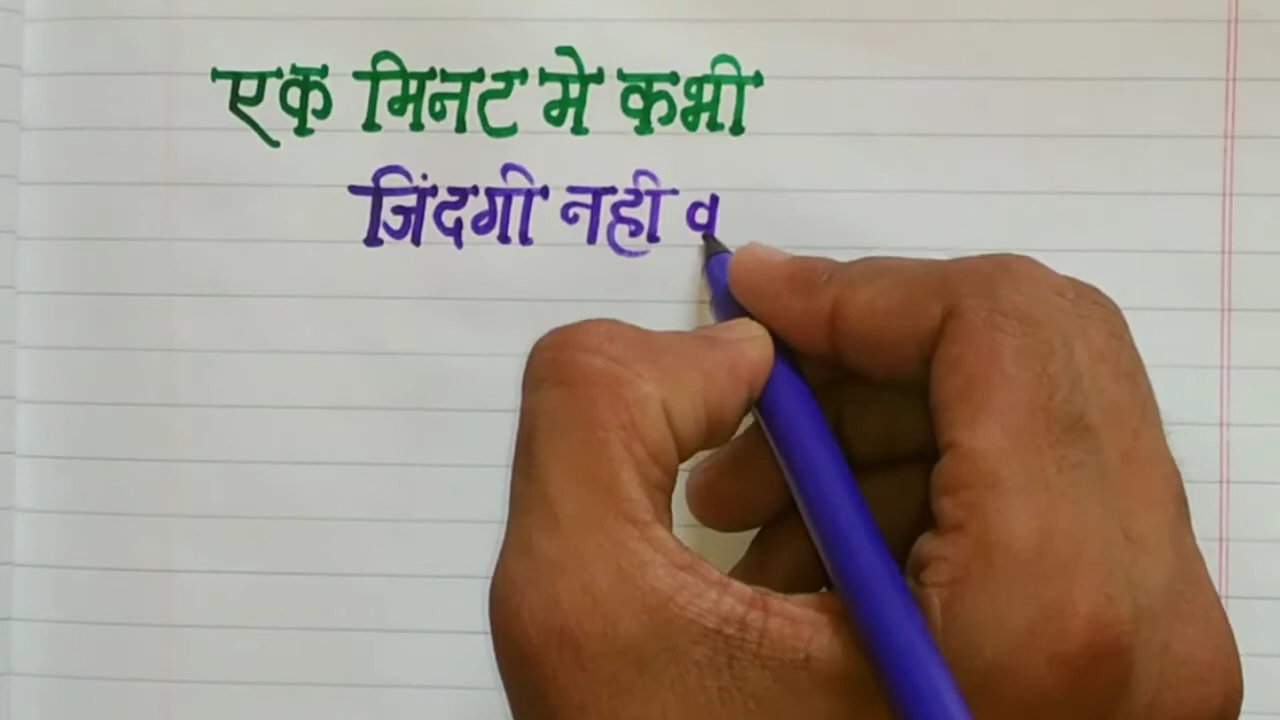 एक मिनट मे कभी
जिंदगी नही व